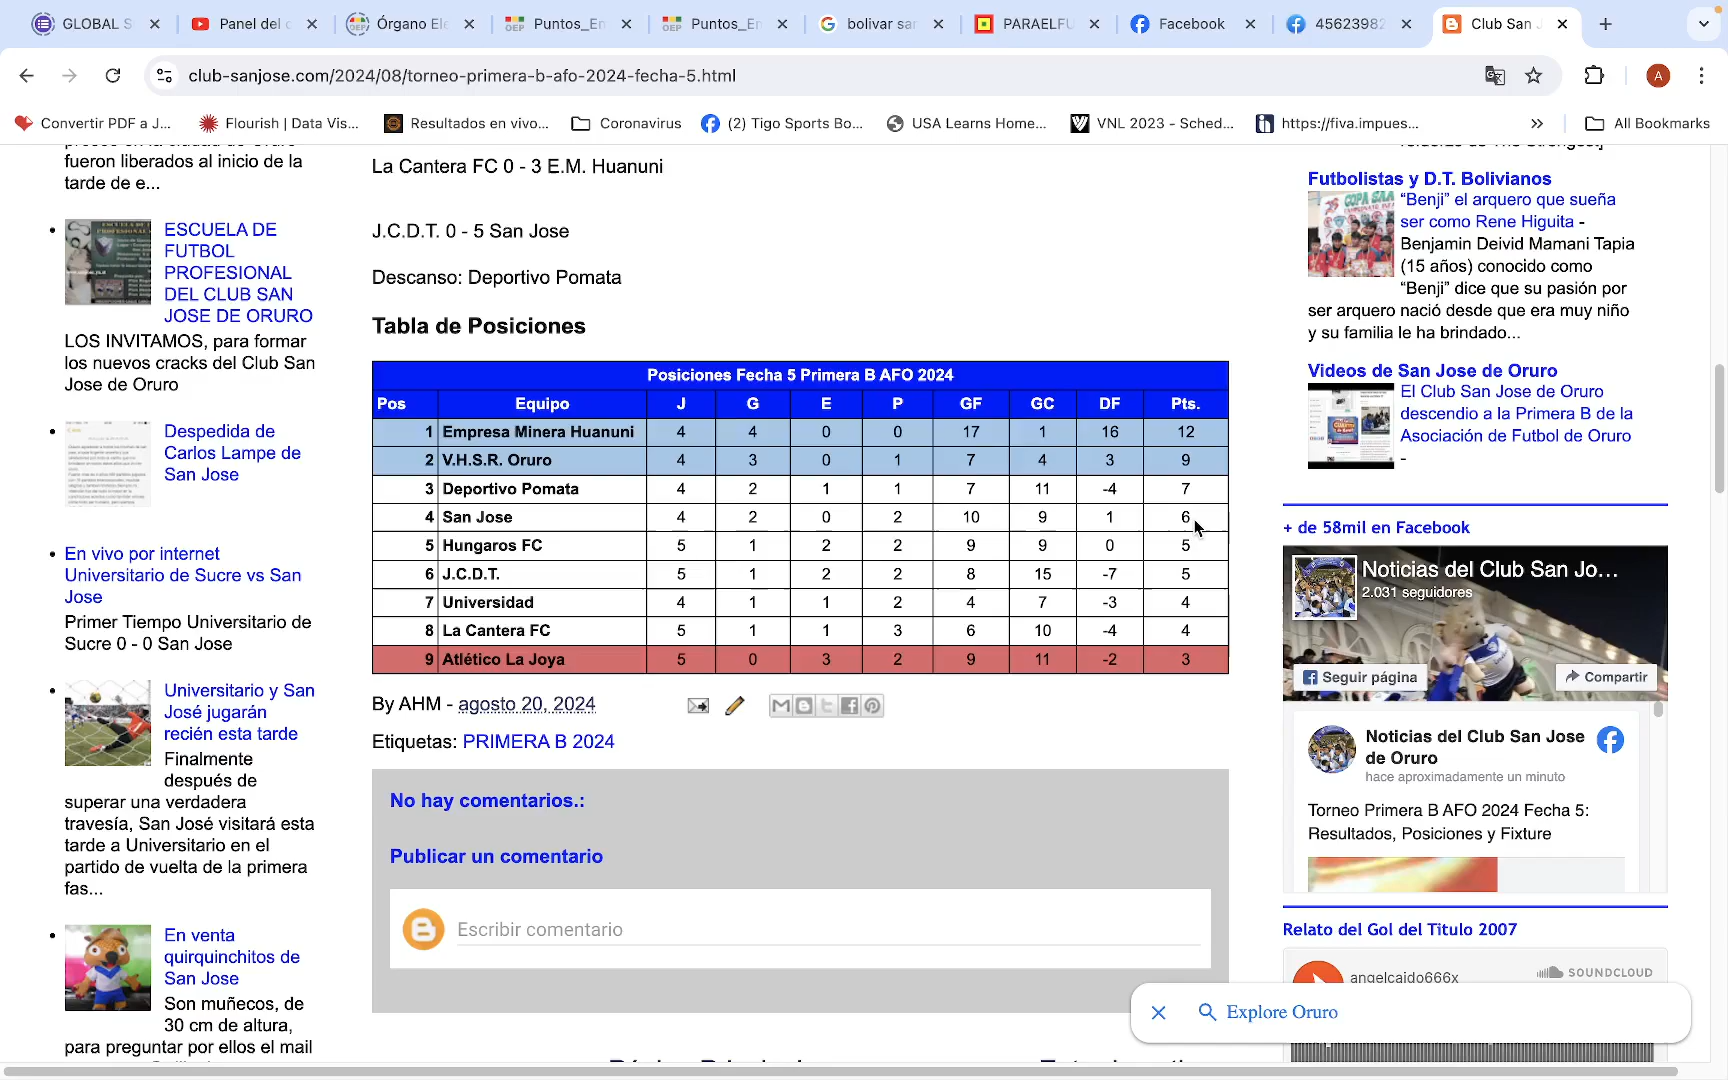 GLOBAL S
Panel del c
Órgano Ele
Puntos_En
Puntos_En
bolivar san
PARAELFU
Facebook
45623982
Club San J
club-sanjose.com/2024/08/torneo-primera-b-afo-2024-fecha-5.html
A
Convertir PDF a J...
Flourish | Data Vis...
Resultados en vivo...
Coronavirus
(2) Tigo Sports Bo...
USA Learns Home...
VNL 2023 - Sched...
https://fiva.impues...
All Bookmarks
fueron liberados al inicio de la
tarde de e...
ESCUELA DE
FUTBOL
PROFESIONAL
DEL CLUB SAN
JOSE DE ORURO
LOS INVITAMOS, para formar
los nuevos cracks del Club San
Jose de Oruro
Despedida de
Carlos Lampe de
San Jose
En vivo por internet
Universitario de Sucre vs San
Jose
Primer Tiempo Universitario de
Sucre 0 - 0 San Jose
Universitario y San
José jugarán
recién esta tarde
Finalmente
después de
superar una verdadera
travesía, San José visitará esta
tarde a Universitario en el
partido de vuelta de la primera
fas...
En venta
quirquinchitos de
San Jose
Son muñecos, de
30 cm de altura,
para preguntar por ellos el mail
La Cantera FC 0 - 3 E.M. Huanuni
J.C.D.T. 0 - 5 San Jose
Descanso: Deportivo Pomata
Tabla de Posiciones
Posiciones Fecha 5 Primera B AFO 2024
Pos Equipo J G E P GF GC DF Pts.
1 Empresa Minera Huanuni 4 4 0 0 17 1 16 12
2 V.H.S.R. Oruro 4 3 0 1 7 4 3 9
3 Deportivo Pomata 4 2 1 1 7 11 -4 7
4 San Jose 4 2 0 2 10 9 1 6
5 Hungaros FC 5 1 2 2 9 9 0 5
6 J.C.D.T. 5 1 2 2 8 15 -7 5
7 Universidad 4 1 1 2 4 7 -3 4
8 La Cantera FC 5 1 1 3 6 10 -4 4
9 Atlético La Joya 5 0 3 2 9 11 -2 3
By AHM - agosto 20, 2024
Etiquetas: PRIMERA B 2024
No hay comentarios.:
Publicar un comentario
Escribir comentario
Futbolistas y D.T. Bolivianos
“Benji” el arquero que sueña
ser como Rene Higuita -
Benjamin Deivid Mamani Tapia
(15 años) conocido como
“Benji” dice que su pasión por
ser arquero nació desde que era muy niño
y su familia le ha brindado...
Videos de San Jose de Oruro
El Club San Jose de Oruro
descendio a la Primera B de la
Asociación de Futbol de Oruro
-
+ de 58mil en Facebook
Noticias del Club San Jo...
2.031 seguidores
Seguir página
Compartir
Noticias del Club San Jose
de Oruro
hace aproximadamente un minuto
Torneo Primera B AFO 2024 Fecha 5:
Resultados, Posiciones y Fixture
Relato del Gol del Titulo 2007
angelcaido666x
SOUNDCLOUD
Explore Oruro